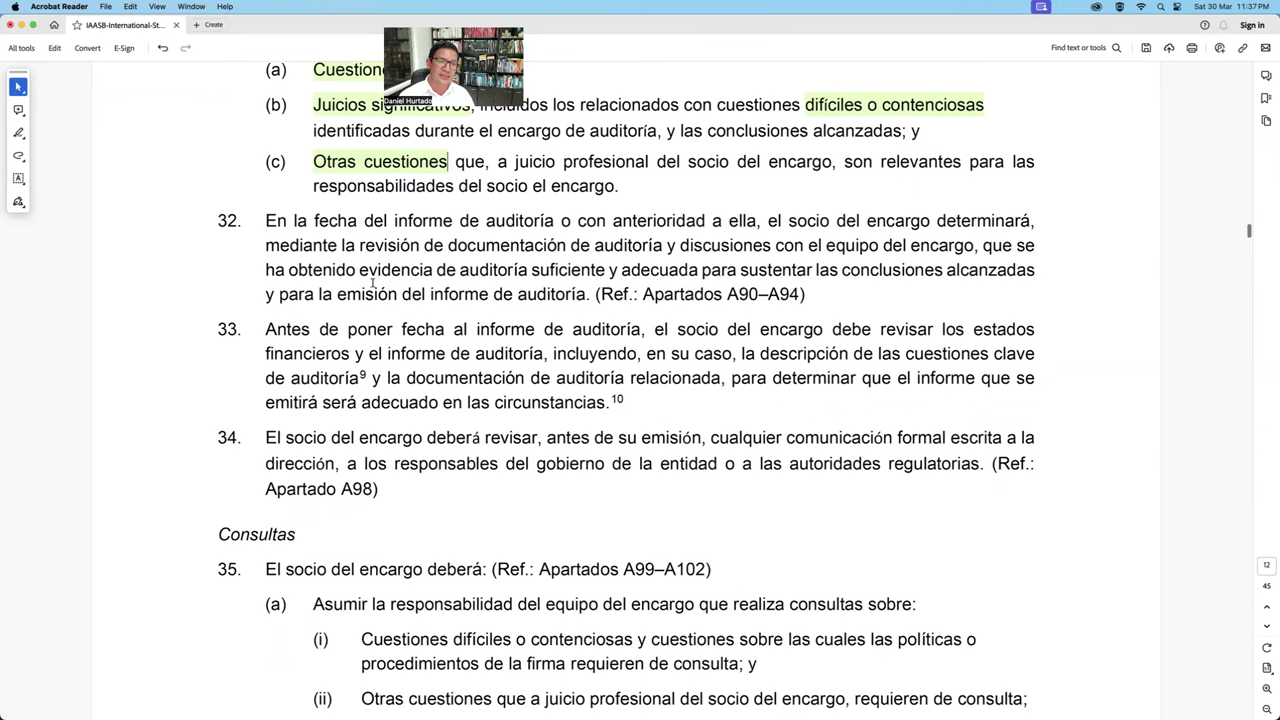 Acrobat Reader File Edit View Window Help Sat 30 Mar 11:37 PM
IAASB-International-St... Create Sign in
All tools Edit Convert E-Sign Find text or tools
(a) Cuestione
(b) Juicios significativos, incluidos los relacionados con cuestiones difíciles o contenciosas
identificadas durante el encargo de auditoría, y las conclusiones alcanzadas; y
Daniel Hurtado
(c) Otras cuestiones que, a juicio profesional del socio del encargo, son relevantes para las
responsabilidades del socio el encargo.
32. En la fecha del informe de auditoría o con anterioridad a ella, el socio del encargo determinará,
mediante la revisión de documentación de auditoría y discusiones con el equipo del encargo, que se
ha obtenido evidencia de auditoría suficiente y adecuada para sustentar las conclusiones alcanzadas
y para la emisión del informe de auditoría. (Ref.: Apartados A90–A94)
33. Antes de poner fecha al informe de auditoría, el socio del encargo debe revisar los estados
financieros y el informe de auditoría, incluyendo, en su caso, la descripción de las cuestiones clave
de auditoría9 y la documentación de auditoría relacionada, para determinar que el informe que se
emitirá será adecuado en las circunstancias.10
34. El socio del encargo deberá revisar, antes de su emisión, cualquier comunicación formal escrita a la
dirección, a los responsables del gobierno de la entidad o a las autoridades regulatorias. (Ref.:
Apartado A98)
Consultas
35. El socio del encargo deberá: (Ref.: Apartados A99–A102)
(a) Asumir la responsabilidad del equipo del encargo que realiza consultas sobre:
(i) Cuestiones difíciles o contenciosas y cuestiones sobre las cuales las políticas o
procedimientos de la firma requieren de consulta; y
(ii) Otras cuestiones que a juicio profesional del socio del encargo, requieren de consulta;
12
45